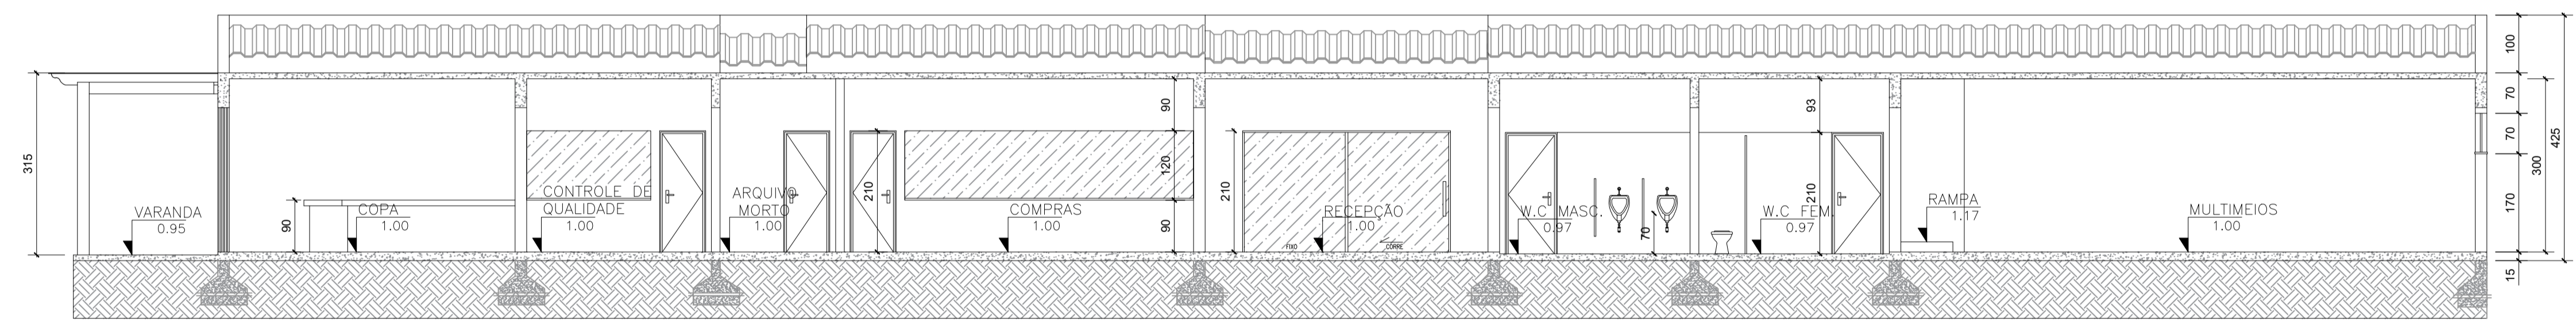 315
VARANDA
0.95
90
COPA
1.00
CONTROLE DE
QUALIDADE
1.00
ARQUIVO
MORTO
1.00
210
COMPRAS
1.00
90
120
90
210
RECEPÇÃO
1.00
FIXO
CORRE
W.C MASC.
0.97
70
W.C FEM.
0.97
93
210
RAMPA
1.17
MULTIMEIOS
1.00
100
70
70
170
15
300
425